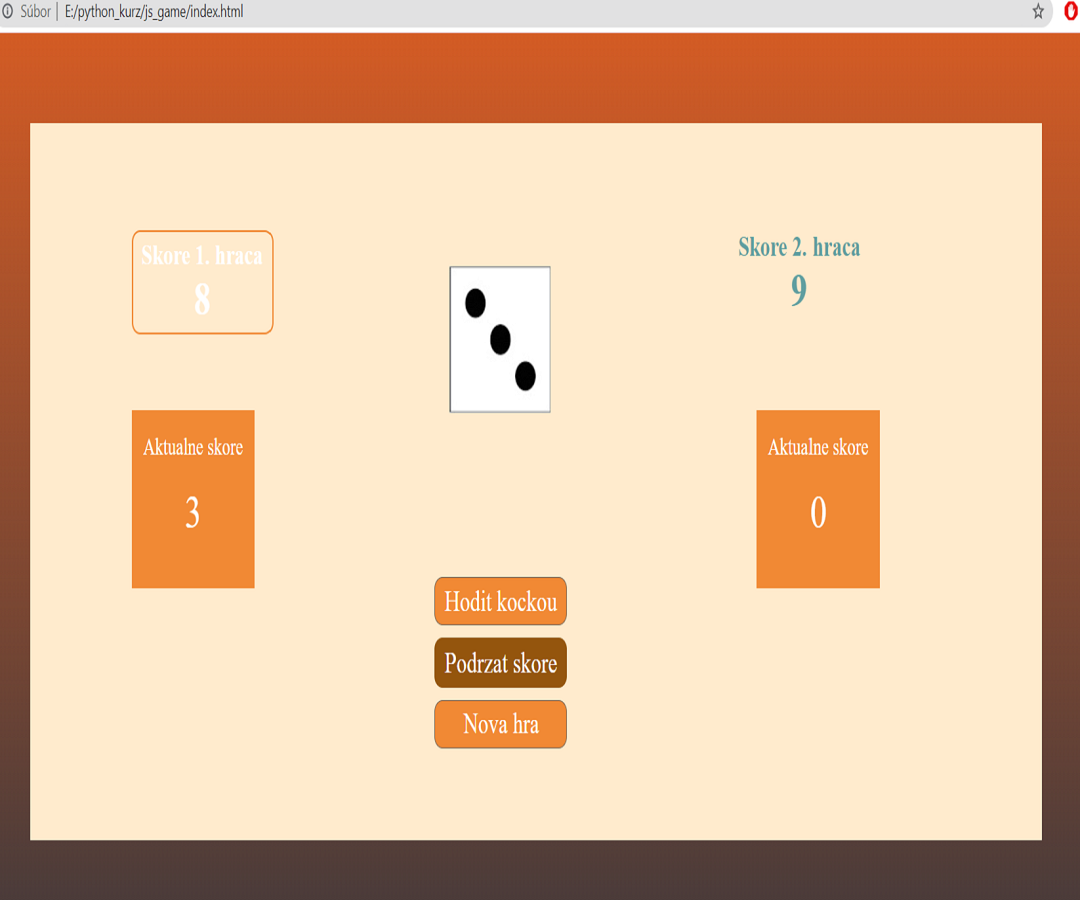 Súbor | E:/python_kurz/js_game/index.html
Skore 1. hraca
8
Skore 2. hraca
9
Aktualne skore
3
Aktualne skore
0
Hodit kockou
Podrzat skore
Nova hra